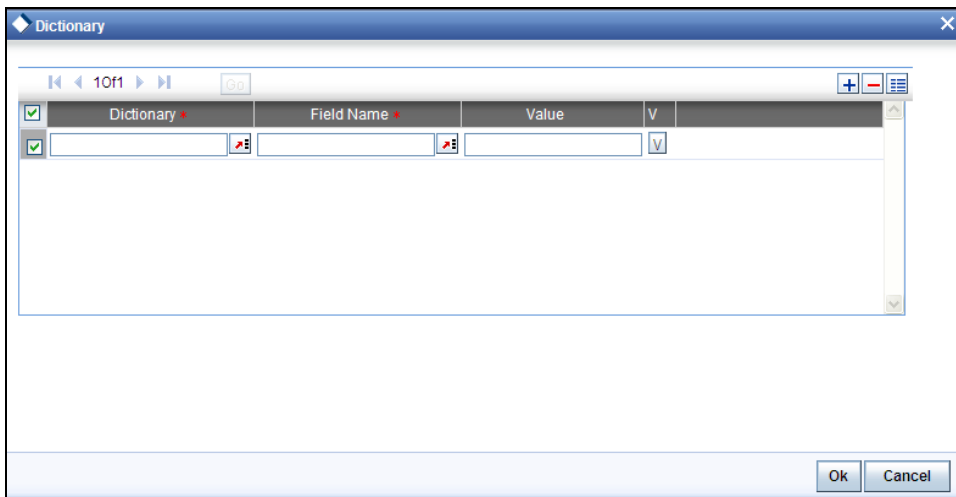 Dictionary
1Of1 Go
Dictionary * Field Name * Value V
V
Ok Cancel